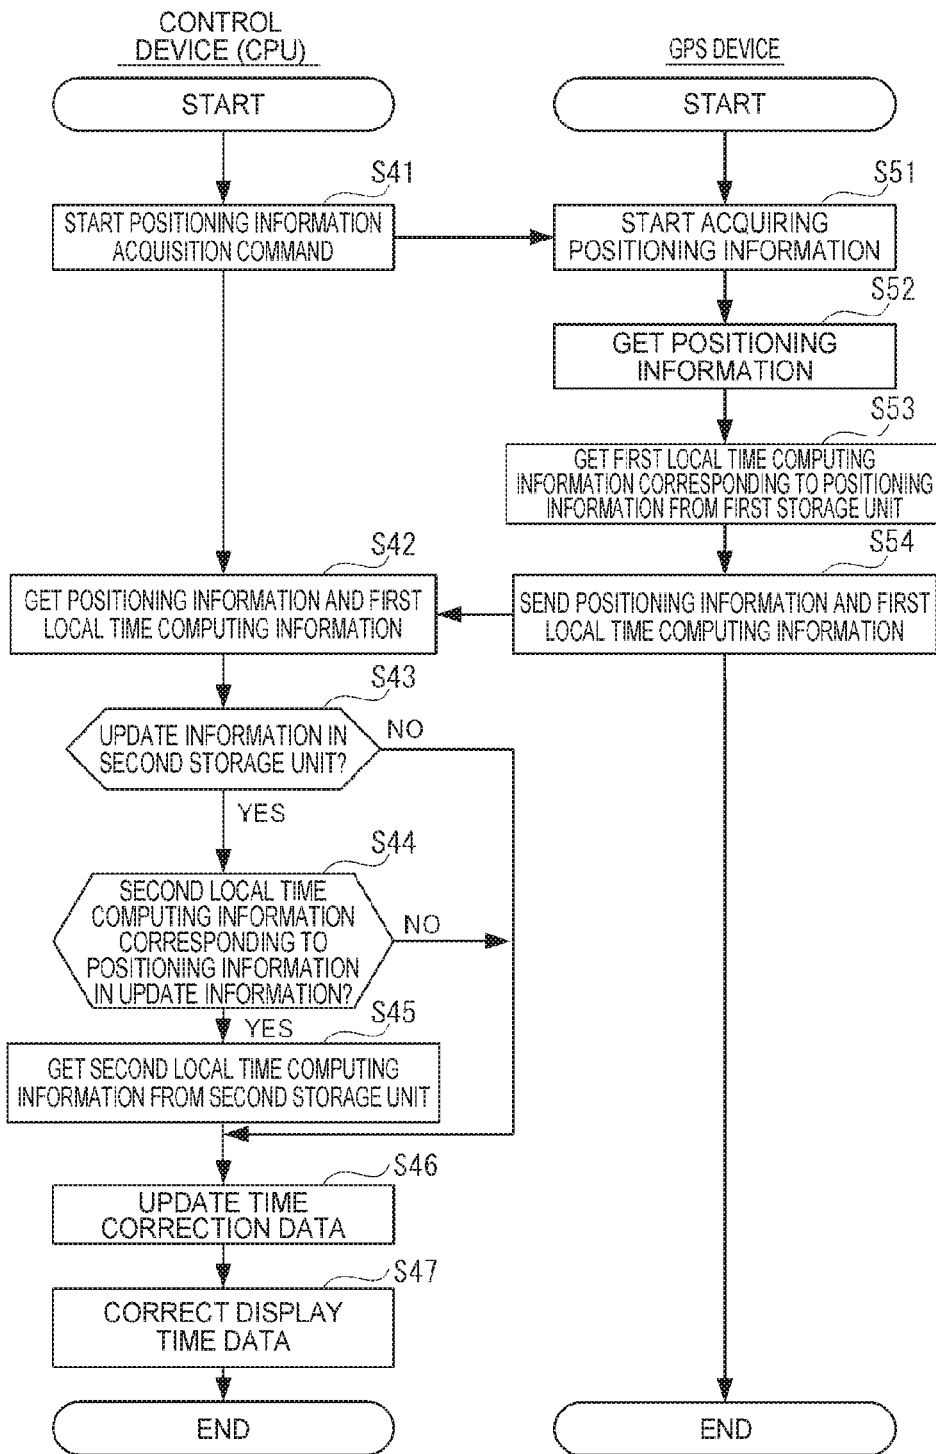 CONTROL
DEVICE (CPU)
GPS DEVICE
START
START
S41
START POSITIONING INFORMATION
ACQUISITION COMMAND
S51
START ACQUIRING
POSITIONING INFORMATION
S52
GET POSITIONING
INFORMATION
S53
GET FIRST LOCAL TIME COMPUTING
INFORMATION CORRESPONDING TO POSITIONING
INFORMATION FROM FIRST STORAGE UNIT
S42
GET POSITIONING INFORMATION AND FIRST
LOCAL TIME COMPUTING INFORMATION
S54
SEND POSITIONING INFORMATION AND FIRST
LOCAL TIME COMPUTING INFORMATION
S43
UPDATE INFORMATION IN
SECOND STORAGE UNIT?
NO
YES
S44
SECOND LOCAL TIME
COMPUTING INFORMATION
CORRESPONDING TO
POSITIONING INFORMATION
IN UPDATE INFORMATION?
NO
YES
S45
GET SECOND LOCAL TIME COMPUTING
INFORMATION FROM SECOND STORAGE UNIT
S46
UPDATE TIME
CORRECTION DATA
S47
CORRECT DISPLAY
TIME DATA
END
END